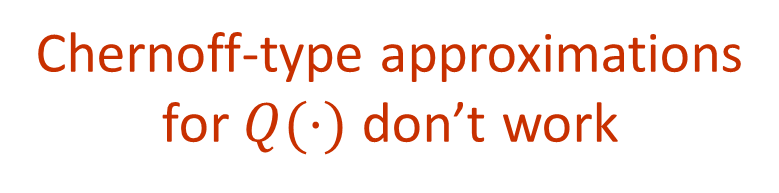 Chernoff-type approximations
for 𝑄(·) don’t work